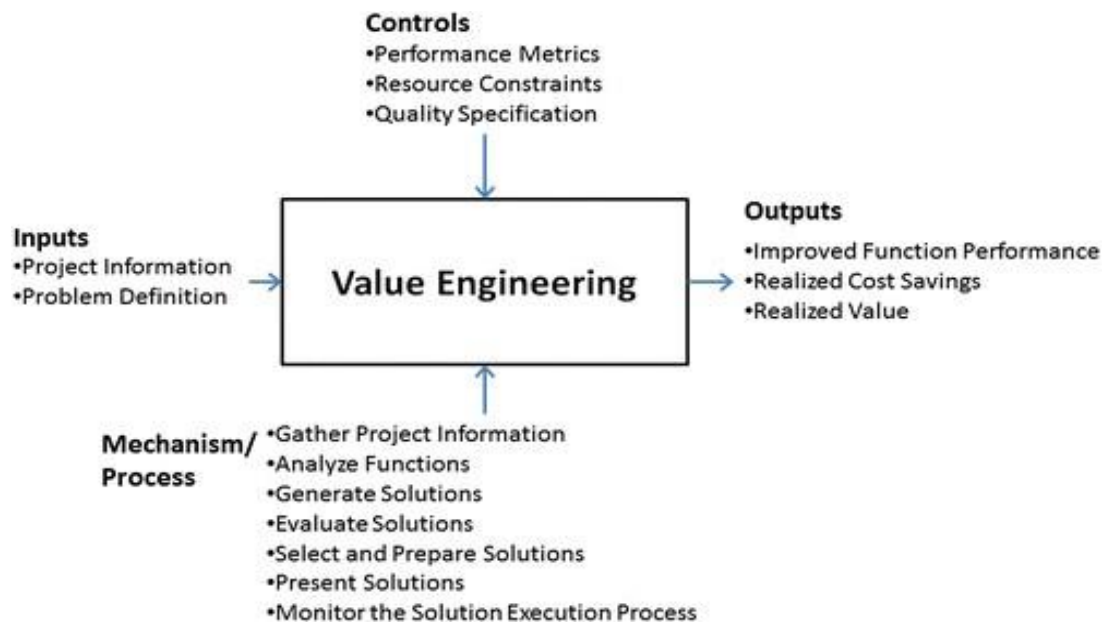 Controls
•Performance Metrics
•Resource Constraints
•Quality Specification
Inputs
•Project Information
•Problem Definition
Value Engineering
Outputs
•Improved Function Performance
•Realized Cost Savings
•Realized Value
Mechanism/
Process
•Gather Project Information
•Analyze Functions
•Generate Solutions
•Evaluate Solutions
•Select and Prepare Solutions
•Present Solutions
•Monitor the Solution Execution Process